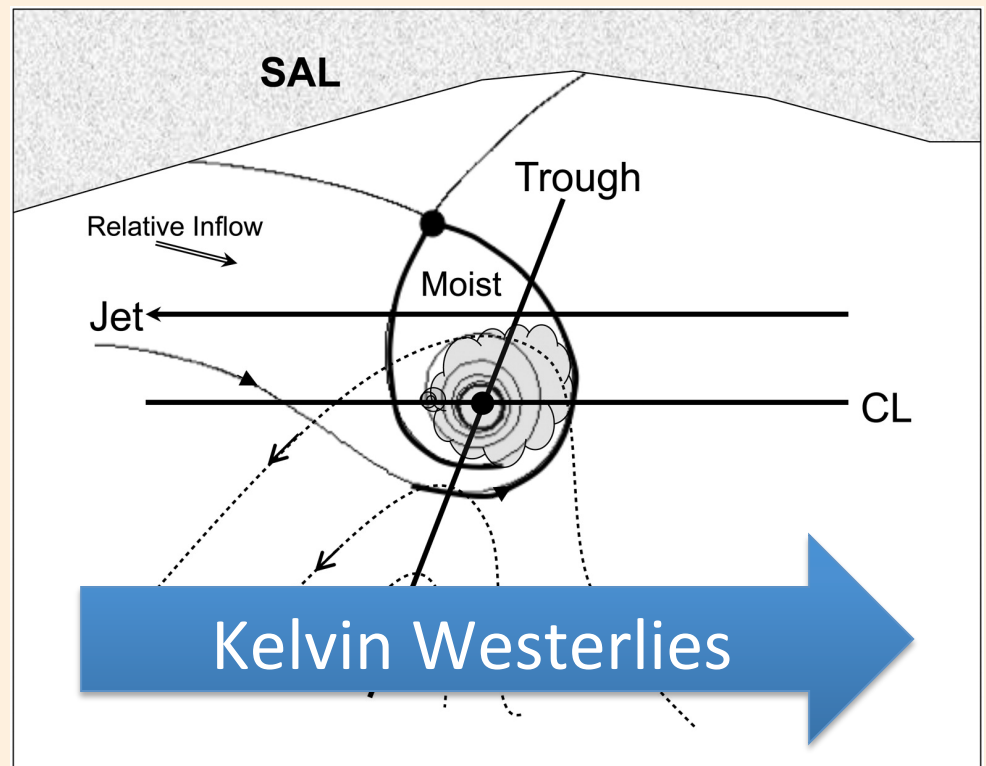 SAL
Trough
Relative Inflow
Moist
Jet
CL
Kelvin Westerlies